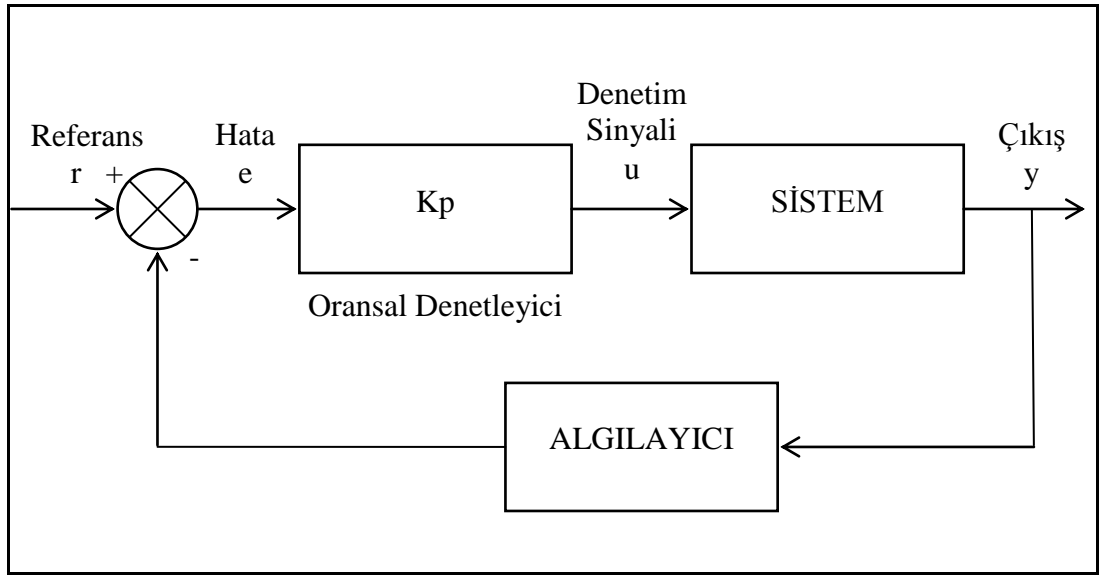 Referans
r
+
-
Hata
e
Kp
Oransal Denetleyici
Denetim
Sinyali
u
SİSTEM
Çıkış
y
ALGILAYICI